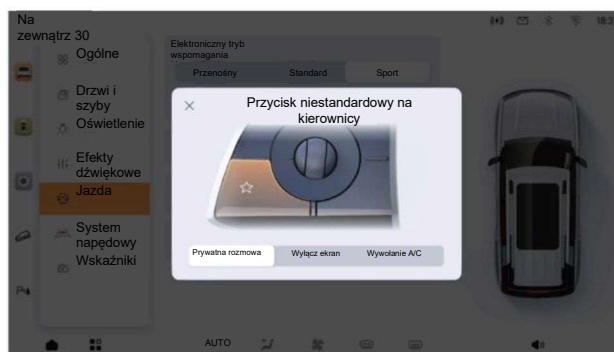 Na
zewnątrz 30
18:3
Ogólne
Elektroniczny tryb
wspomagania
Przenośny
Standard
Sport
Drzwi i
szyby
Oświetlenie
Efekty
dźwiękowe
Jazda
System
napędowy
Wskaźniki
Przycisk niestandardowy na
kierownicy
Prywatna rozmowa
Wyłącz ekran
Wywołanie A/C
AUTO